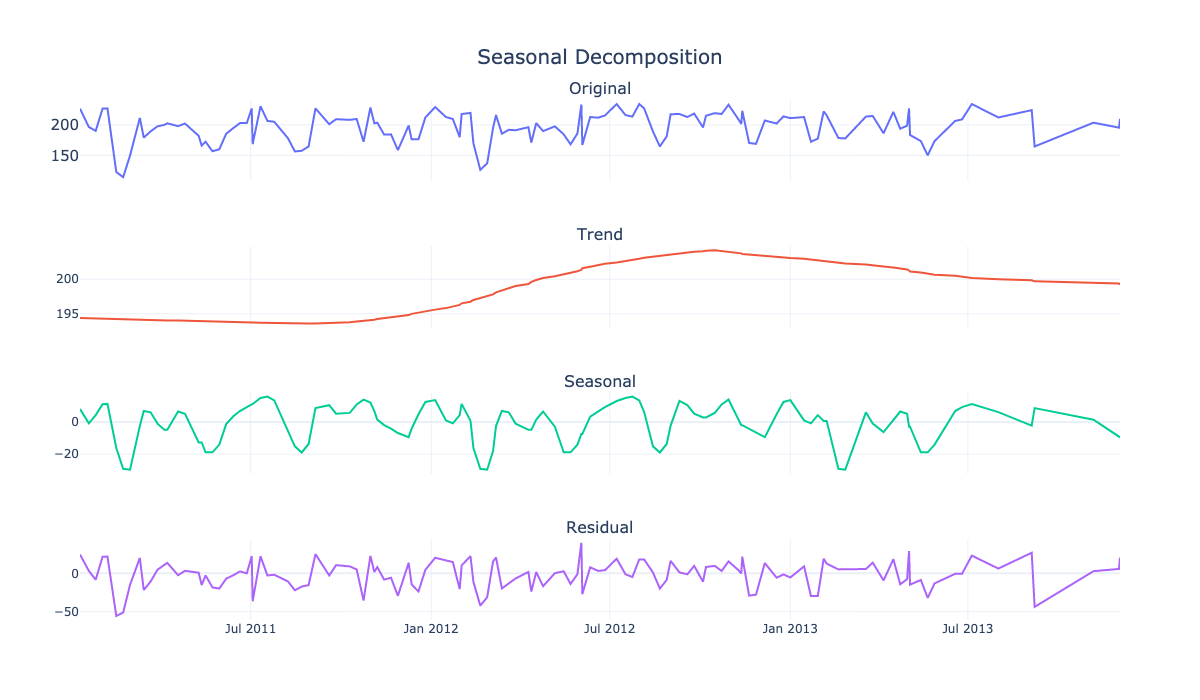 Seasonal Decomposition
Original
200
150
Trend
200
195
Seasonal
0
−20
Residual
0
−50
Jul 2011 Jan 2012 Jul 2012 Jan 2013 Jul 2013